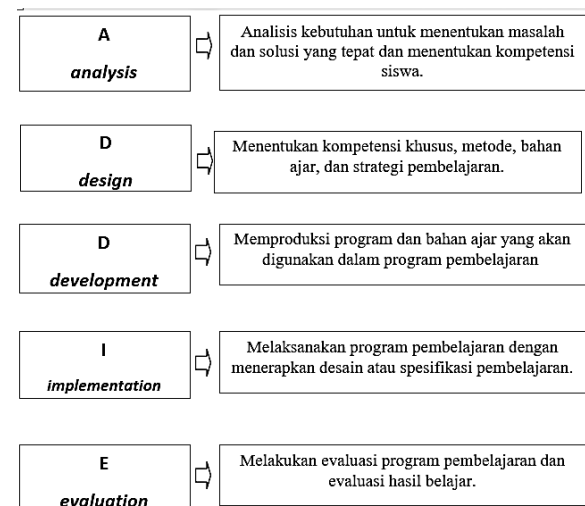 A
analysis
Analisis kebutuhan untuk menentukan masalah
dan solusi yang tepat dan menentukan kompetensi
siswa.
D
design
Menentukan kompetensi khusus, metode, bahan
ajar, dan strategi pembelajaran.
D
development
Memproduksi program dan bahan ajar yang akan
digunakan dalam program pembelajaran
I
implementation
Melaksanakan program pembelajaran dengan
menerapkan desain atau spesifikasi pembelajaran.
E
evaluation
Melakukan evaluasi program pembelajaran dan
evaluasi hasil belajar.